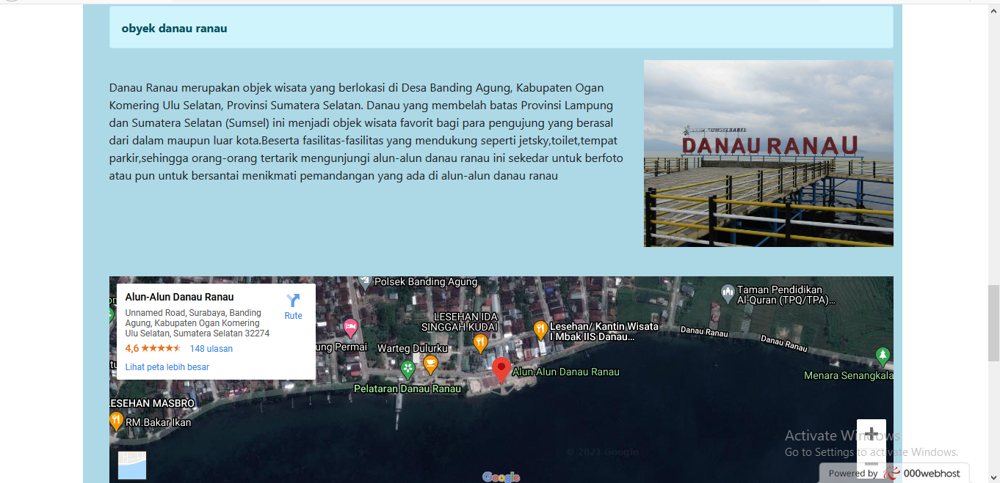 obyek danau ranau
Danau Ranau merupakan objek wisata yang berlokasi di Desa Banding Agung, Kabupaten Ogan
Komering Ulu Selatan, Provinsi Sumatera Selatan. Danau yang membelah batas Provinsi Lampung
dan Sumatera Selatan (Sumsel) ini menjadi objek wisata favorit bagi para pengujung yang berasal
dari dalam maupun luar kota.Beserta fasilitas-fasilitas yang mendukung seperti jetsky,toilet,tempat
parkir,sehingga orang-orang tertarik mengunjungi alun-alun danau ranau ini sekedar untuk berfoto
atau pun untuk bersantai menikmati pemandangan yang ada di alun-alun danau ranau
SUMSELBABEL
DANAU RANAU
Alun-Alun Danau Ranau
Unnamed Road, Surabaya, Banding
Agung, Kabupaten Ogan Komering
Ulu Selatan, Sumatera Selatan 32274
4,6
148 ulasan
Lihat peta lebih besar
Rute
Polsek Banding Agung
Taman Pendidikan
Al-Quran (TPQ/TPA)...
LESEHAN IDA
SINGGAH KUDAI
Lesehan/ Kantin Wisata
I Mbak IIS Danau...
Danau Ranau
Danau Ranau
ung Permai
Warteg Dulurku
Alun-Alun Danau Ranau
Menara Senangkala
Pelataran Danau Ranau
LESEHAN MASBRO
RM.Bakar Ikan
© 2021 Google
Google
Activate Windows
Go to Settings to activate Windows.
Powered by 000webhost